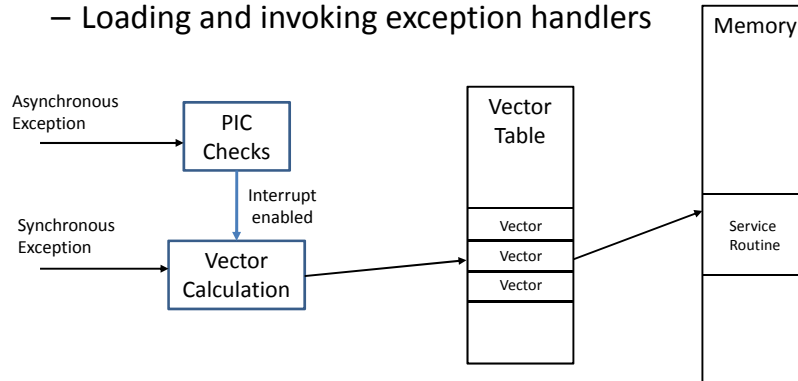 – Loading and invoking exception handlers
Memory
Asynchronous
Exception
PIC
Checks
Vector
Table
Interrupt
enabled
Synchronous
Exception
Vector
Calculation
Vector
Vector
Vector
Service
Routine